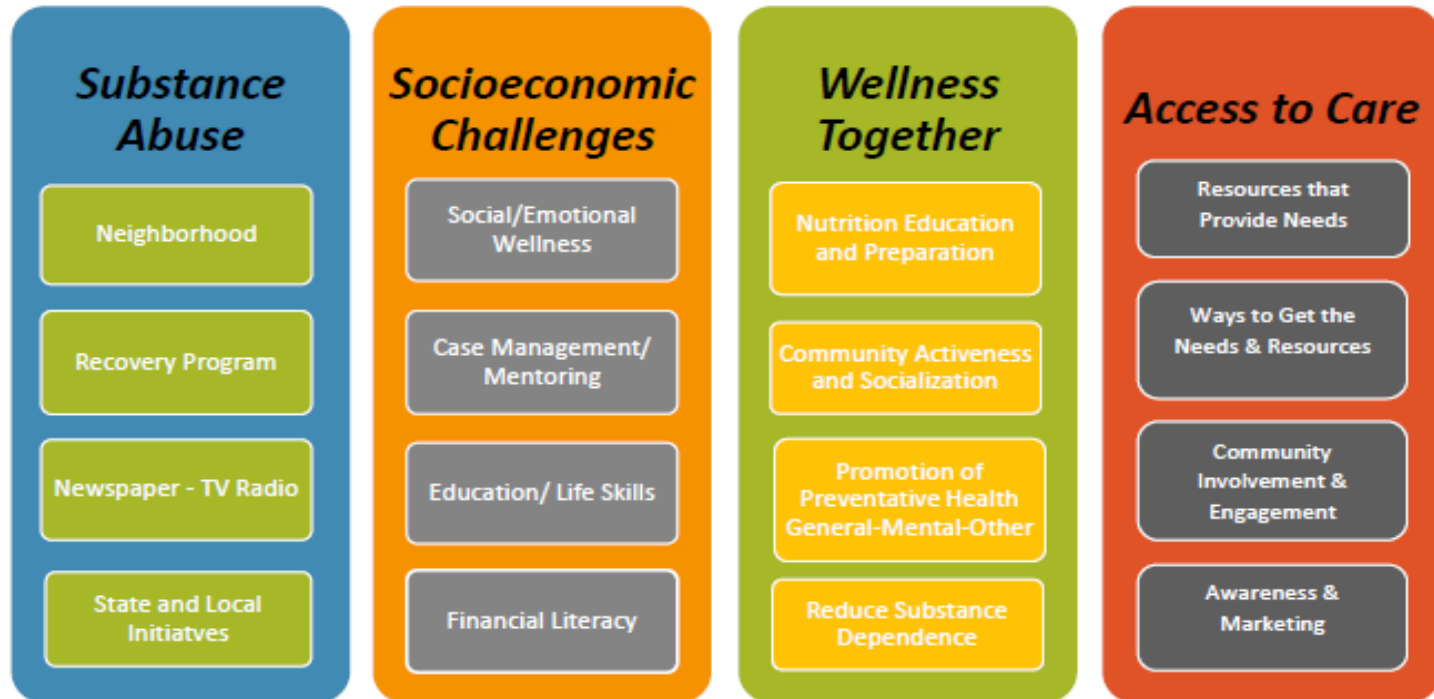 Substance
Abuse
Neighborhood
Recovery Program
Newspaper - TV Radio
State and Local
Initiatves
Socioeconomic
Challenges
Social/Emotional
Wellness
Case Management/
Mentoring
Education/ Life Skills
Financial Literacy
Wellness
Together
Nutrition Education
and Preparation
Community Activeness
and Socialization
Promotion of
Preventative Health
General-Mental-Other
Reduce Substance
Dependence
Access to Care
Resources that
Provide Needs
Ways to Get the
Needs & Resources
Community
Involvement &
Engagement
Awareness &
Marketing